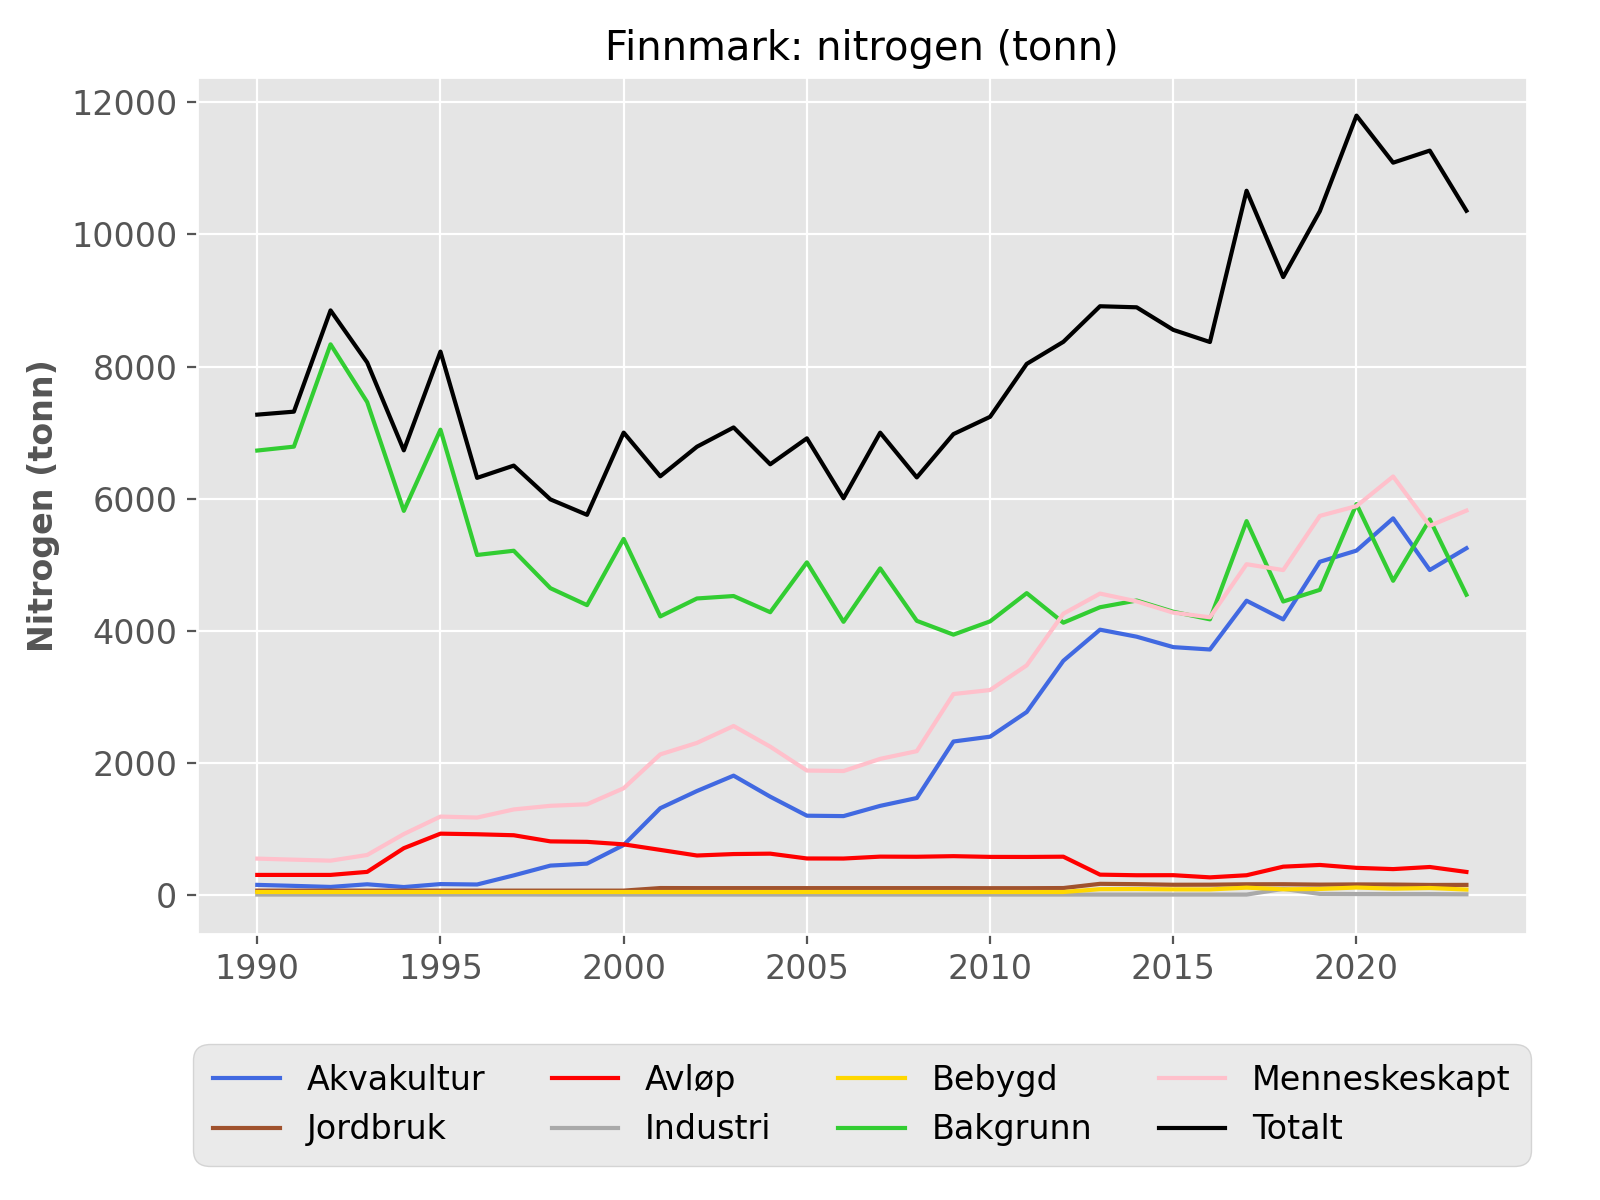 Finnmark: nitrogen (tonn)
Nitrogen (tonn)
12000
10000
8000
6000
4000
2000
0
1990 1995 2000 2005 2010 2015 2020
Akvakultur Avløp Bebygd Menneskeskapt
Jordbruk Industri Bakgrunn Totalt